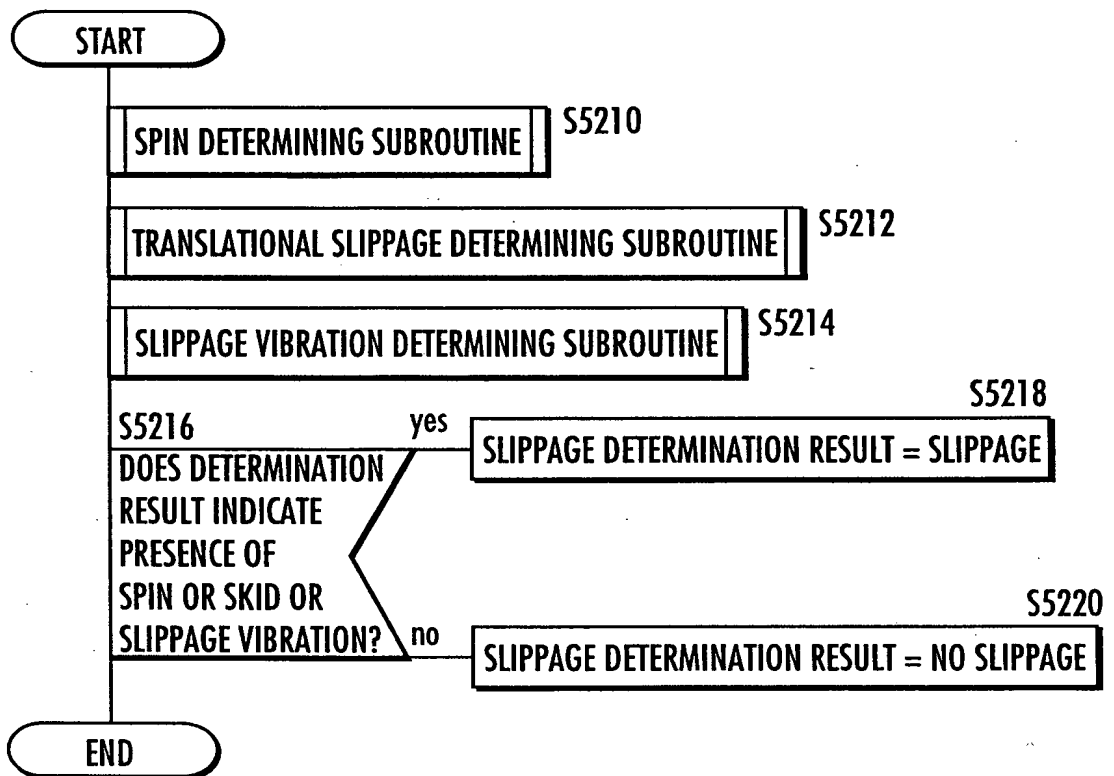 START
SPIN DETERMINING SUBROUTINE
S5210
TRANSLATIONAL SLIPPAGE DETERMINING SUBROUTINE
S5212
SLIPPAGE VIBRATION DETERMINING SUBROUTINE
S5214
S5216
DOES DETERMINATION
RESULT INDICATE
PRESENCE OF
SPIN OR SKID OR
SLIPPAGE VIBRATION?
yes
S5218
SLIPPAGE DETERMINATION RESULT = SLIPPAGE
no
S5220
SLIPPAGE DETERMINATION RESULT = NO SLIPPAGE
END